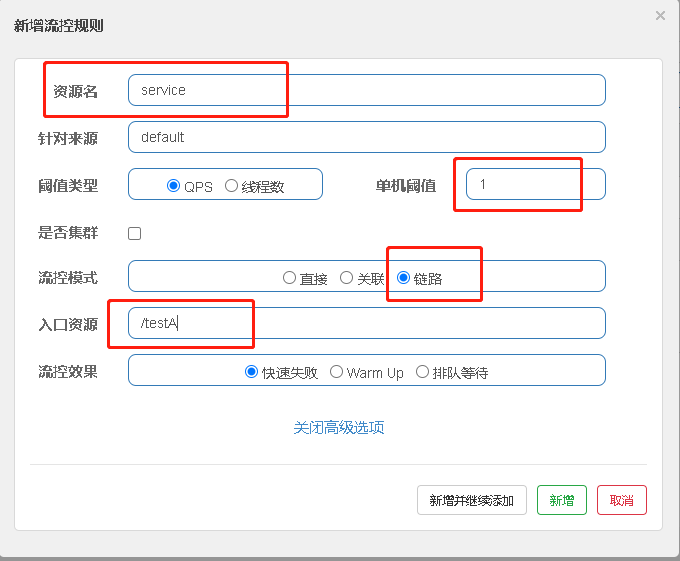 新增流控规则
×
资源名 service
针对来源 default
阈值类型 QPS 线程数 单机阈值 1
是否集群
流控模式 直接 关联 链路
入口资源 /testA
流控效果 快速失败 Warm Up 排队等待
关闭高级选项
新增并继续添加 新增 取消